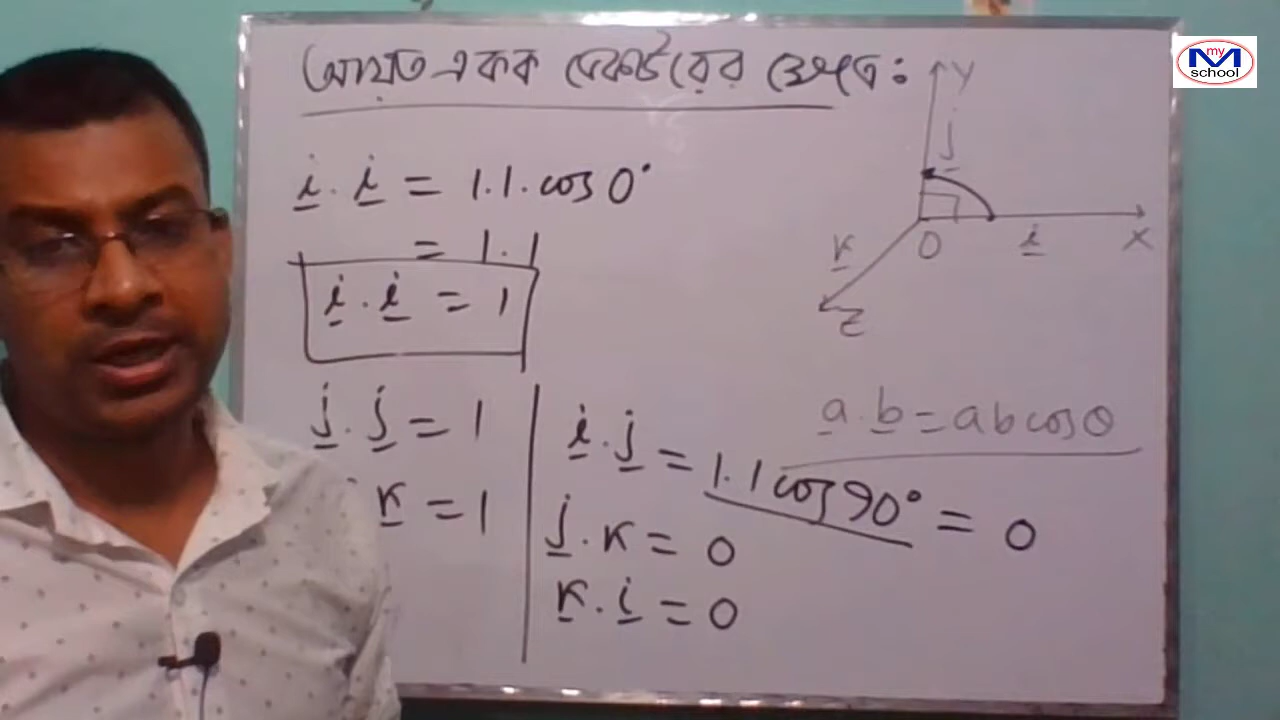 আয়ত একক ভেক্টরের ক্ষেত্রে:
i . i = 1.1. cos 0°
= 1.1
i . i = 1
j . j = 1
k = 1
i . j = 1.1 cos 90° = 0
j . k = 0
k . i = 0
a . b = ab cos θ
Y
j
k
O
i
X
Z
my
M
school